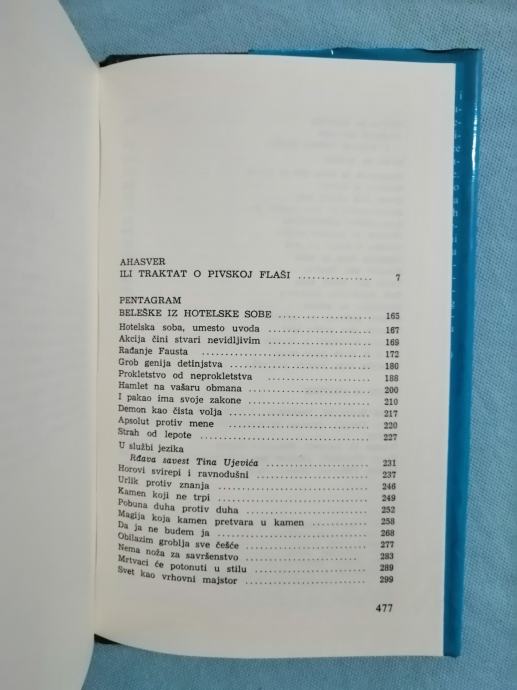 AHASVER
ILI TRAKTAT O PIVSKOJ FLAŠI ................ 7
PENTAGRAM
BELEŠKE IZ HOTELSKE SOBE ................ 165
Hotelska soba, umesto uvoda ................ 167
Akcija čini stvari nevidljivim ................ 169
Rađanje Fausta ................ 172
Grob genija detinjstva ................ 180
Prokletstvo od neprokletstva ................ 188
Hamlet na vašaru obmana ................ 200
I pakao ima svoje zakone ................ 210
Demon kao čista volja ................ 217
Apsolut protiv mene ................ 220
Strah od lepote ................ 227
U službi jezika
Rđava savest Tina Ujevića ................ 231
Horovi svirepi i ravnodušni ................ 237
Urlik protiv znanja ................ 246
Kamen koji ne trpi ................ 249
Pobuna duha protiv duha ................ 252
Magija koja kamen pretvara u kamen ................ 258
Da ja ne budem ja ................ 268
Obilazim groblja sve češće ................ 277
Nema noža za savršenstvo ................ 283
Mrtvaci će potonuti u stilu ................ 289
Svet kao vrhovni majstor ................ 299
477